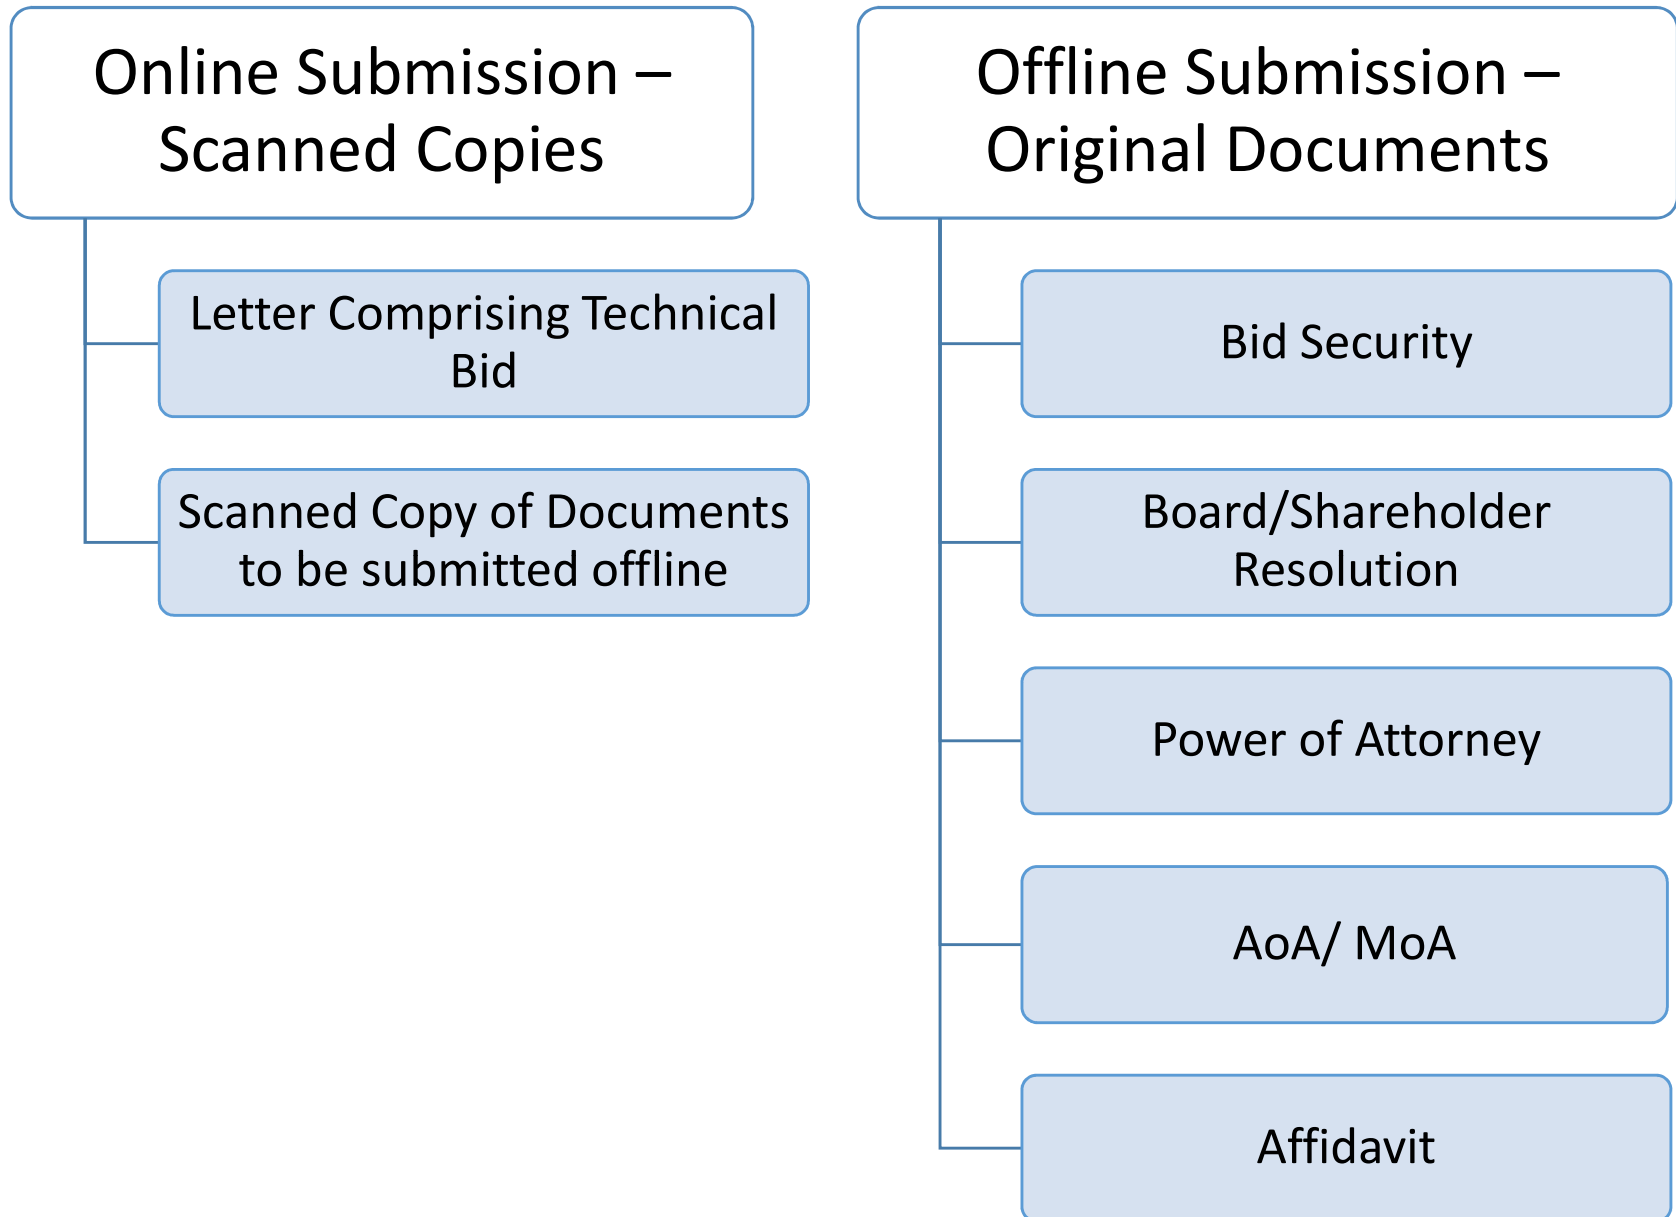 Online Submission –
Scanned Copies
Letter Comprising Technical
Bid
Scanned Copy of Documents
to be submitted offline
Offline Submission –
Original Documents
Bid Security
Board/Shareholder
Resolution
Power of Attorney
AoA/ MoA
Affidavit